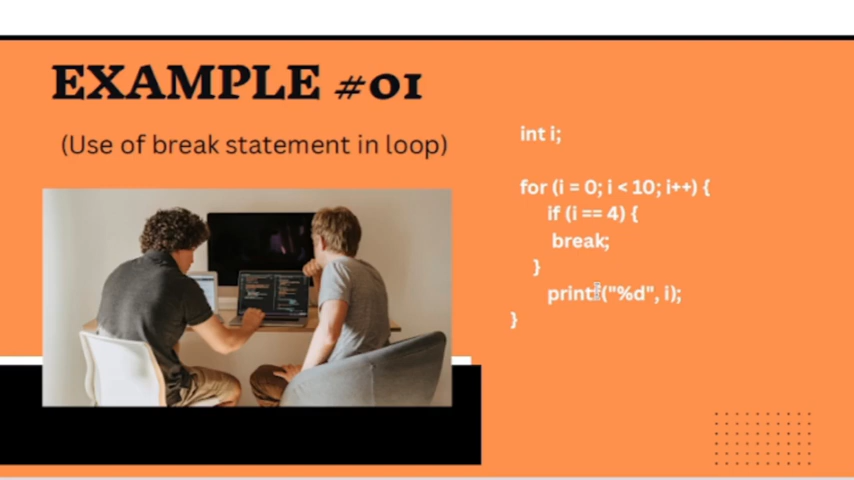 EXAMPLE #01
(Use of break statement in loop)
int i;
for (i = 0; i < 10; i++) {
if (i == 4) {
break;
}
printf("%d", i);
}